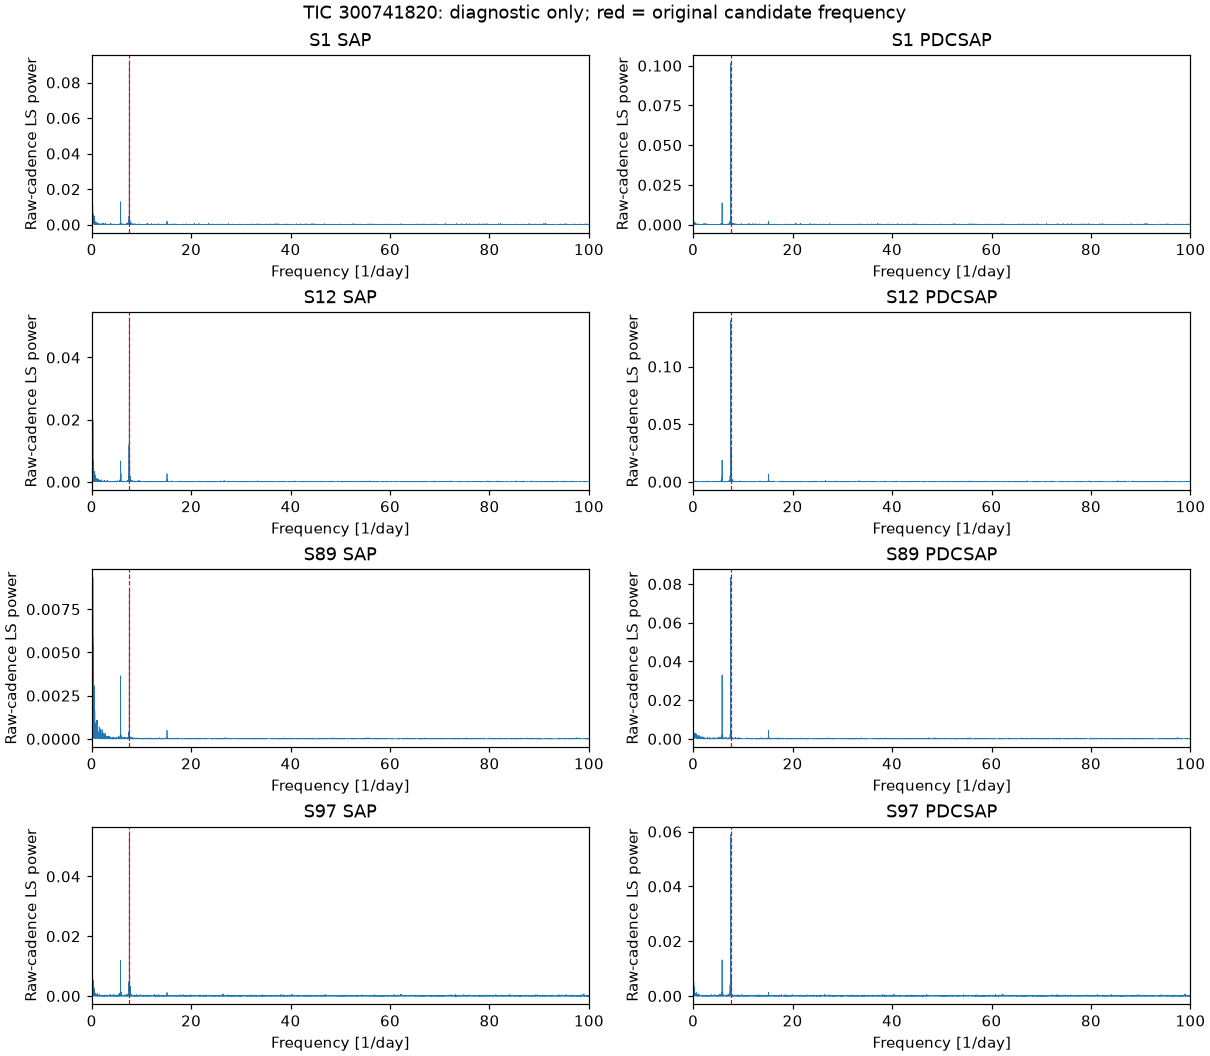 TIC 300741820: diagnostic only; red = original candidate frequency
S1 SAP
Raw-cadence LS power
0.08
0.06
0.04
0.02
0.00
0 20 40 60 80 100
Frequency [1/day]
S1 PDCSAP
Raw-cadence LS power
0.100
0.075
0.050
0.025
0.000
0 20 40 60 80 100
Frequency [1/day]
S12 SAP
Raw-cadence LS power
0.04
0.02
0.00
0 20 40 60 80 100
Frequency [1/day]
S12 PDCSAP
Raw-cadence LS power
0.10
0.05
0.00
0 20 40 60 80 100
Frequency [1/day]
S89 SAP
Raw-cadence LS power
0.0075
0.0050
0.0025
0.0000
0 20 40 60 80 100
Frequency [1/day]
S89 PDCSAP
Raw-cadence LS power
0.08
0.06
0.04
0.02
0.00
0 20 40 60 80 100
Frequency [1/day]
S97 SAP
Raw-cadence LS power
0.04
0.02
0.00
0 20 40 60 80 100
Frequency [1/day]
S97 PDCSAP
Raw-cadence LS power
0.06
0.04
0.02
0.00
0 20 40 60 80 100
Frequency [1/day]